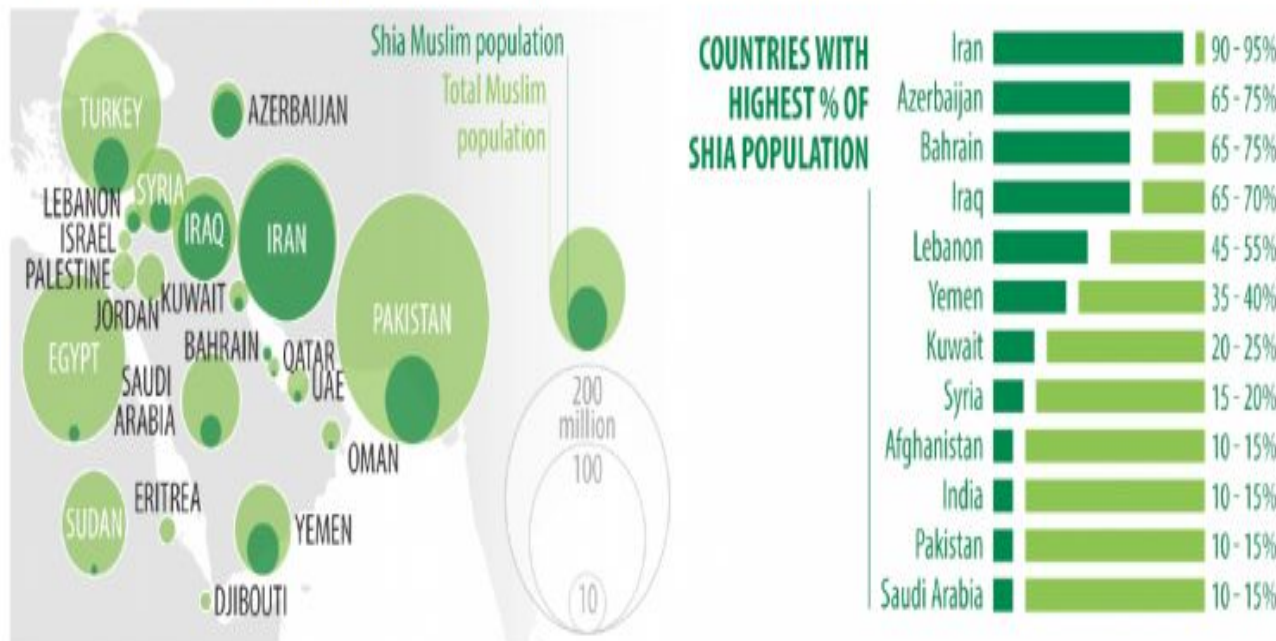 Shia Muslim population
Total Muslim
population
TURKEY
AZERBAIJAN
SYRIA
LEBANON
ISRAEL
IRAQ
IRAN
PALESTINE
JORDAN
KUWAIT
PAKISTAN
EGYPT
BAHRAIN
QATAR
SAUDI
ARABIA
UAE
OMAN
ERITREA
SUDAN
YEMEN
DJIBOUTI
200
million
100
10
COUNTRIES WITH
HIGHEST % OF
SHIA POPULATION
Iran 90 - 95%
Azerbaijan 65 - 75%
Bahrain 65 - 75%
Iraq 65 - 70%
Lebanon 45 - 55%
Yemen 35 - 40%
Kuwait 20 - 25%
Syria 15 - 20%
Afghanistan 10 - 15%
India 10 - 15%
Pakistan 10 - 15%
Saudi Arabia 10 - 15%